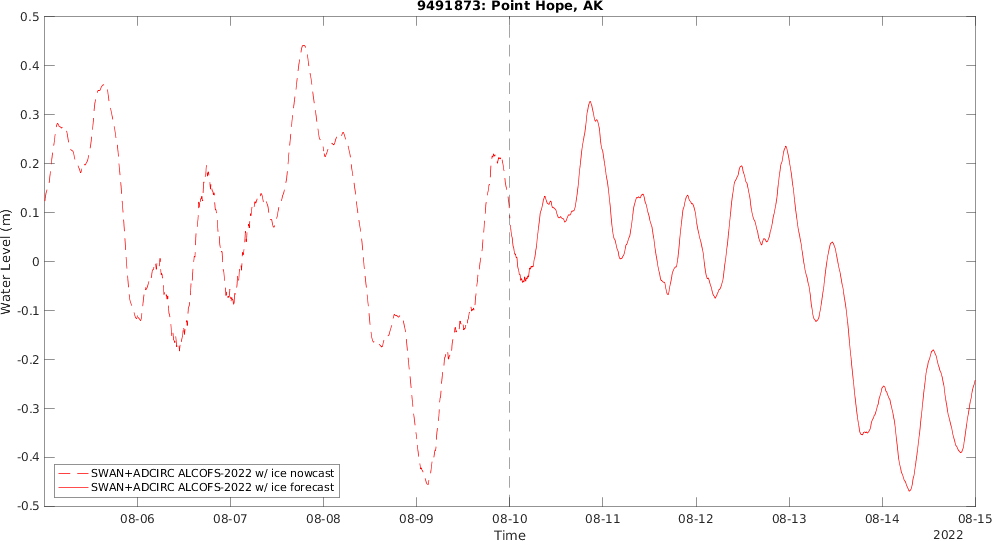 9491873: Point Hope, AK
0.5
0.4
0.3
0.2
0.1
0
-0.1
-0.2
-0.3
-0.4
-0.5
Water Level (m)
SWAN+ADCIRC ALCOFS-2022 w/ ice nowcast
SWAN+ADCIRC ALCOFS-2022 w/ ice forecast
08-06 08-07 08-08 08-09 08-10 08-11 08-12 08-13 08-14 08-15
Time
2022